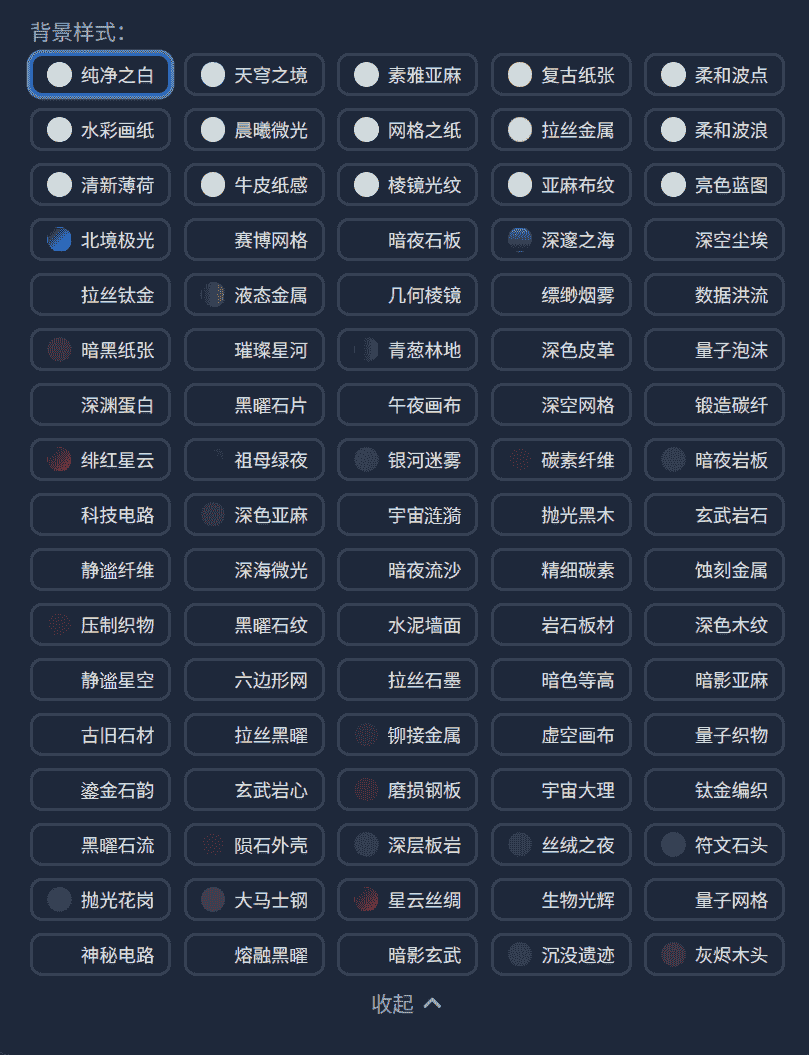 背景样式:
纯净之白 天穹之境 素雅亚麻 复古纸张 柔和波点
水彩画纸 晨曦微光 网格之纸 拉丝金属 柔和波浪
清新薄荷 牛皮纸感 棱镜光纹 亚麻布纹 亮色蓝图
北境极光 赛博网格 暗夜石板 深邃之海 深空尘埃
拉丝钛金 液态金属 几何棱镜 缥缈烟雾 数据洪流
暗黑纸张 璀璨星河 青葱林地 深色皮革 量子泡沫
深渊蛋白 黑曜石片 午夜画布 深空网格 锻造碳纤
绯红星云 祖母绿夜 银河迷雾 碳素纤维 暗夜岩板
科技电路 深色亚麻 宇宙涟漪 抛光黑木 玄武岩石
静谧纤维 深海微光 暗夜流沙 精细碳素 蚀刻金属
压制织物 黑曜石纹 水泥墙面 岩石板材 深色木纹
静谧星空 六边形网 拉丝石墨 暗色等高 暗影亚麻
古旧石材 拉丝黑曜 铆接金属 虚空画布 量子织物
鎏金石韵 玄武岩心 磨损钢板 宇宙大理 钛金编织
黑曜石流 陨石外壳 深层板岩 丝绒之夜 符文石头
抛光花岗 大马士钢 星云丝绸 生物光辉 量子网格
神秘电路 熔融黑曜 暗影玄武 沉没遗迹 灰烬木头
收起